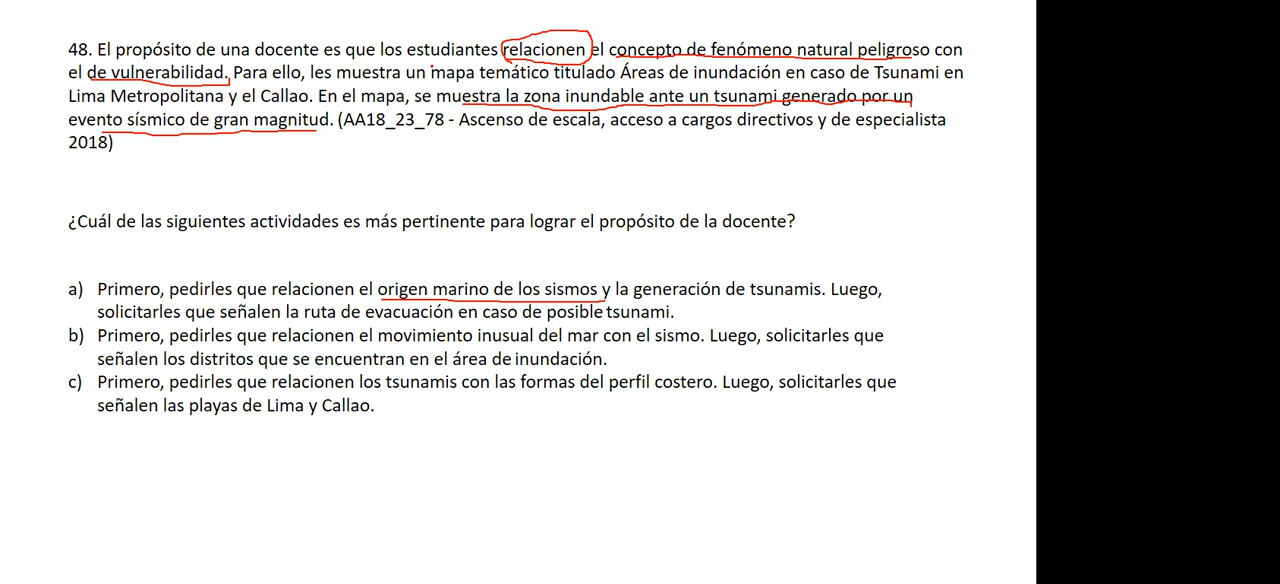 48. El propósito de una docente es que los estudiantes relacionen el concepto de fenómeno natural peligroso con
el de vulnerabilidad. Para ello, les muestra un mapa temático titulado Áreas de inundación en caso de Tsunami en
Lima Metropolitana y el Callao. En el mapa, se muestra la zona inundable ante un tsunami generado por un
evento sísmico de gran magnitud. (AA18_23_78 - Ascenso de escala, acceso a cargos directivos y de especialista
2018)
¿Cuál de las siguientes actividades es más pertinente para lograr el propósito de la docente?
a) Primero, pedirles que relacionen el origen marino de los sismos y la generación de tsunamis. Luego,
solicitarles que señalen la ruta de evacuación en caso de posible tsunami.
b) Primero, pedirles que relacionen el movimiento inusual del mar con el sismo. Luego, solicitarles que
señalen los distritos que se encuentran en el área de inundación.
c) Primero, pedirles que relacionen los tsunamis con las formas del perfil costero. Luego, solicitarles que
señalen las playas de Lima y Callao.